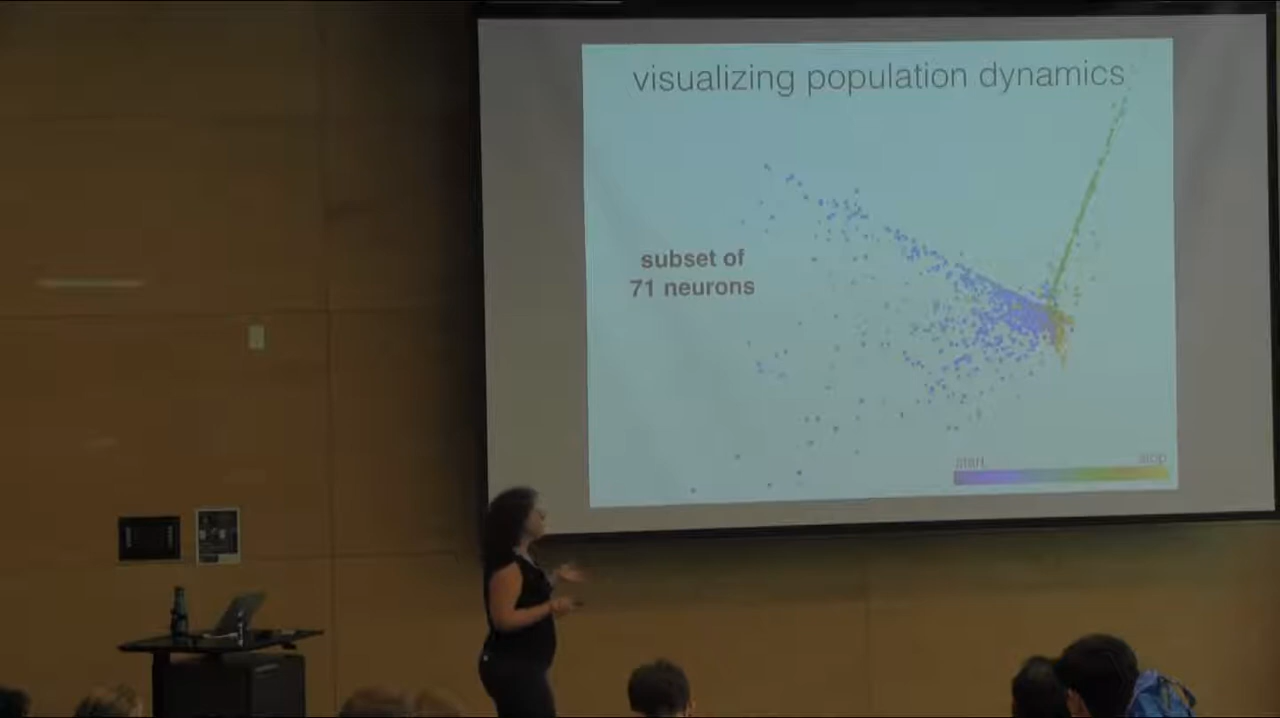 visualizing population dynamics
subset of
71 neurons
start
stop